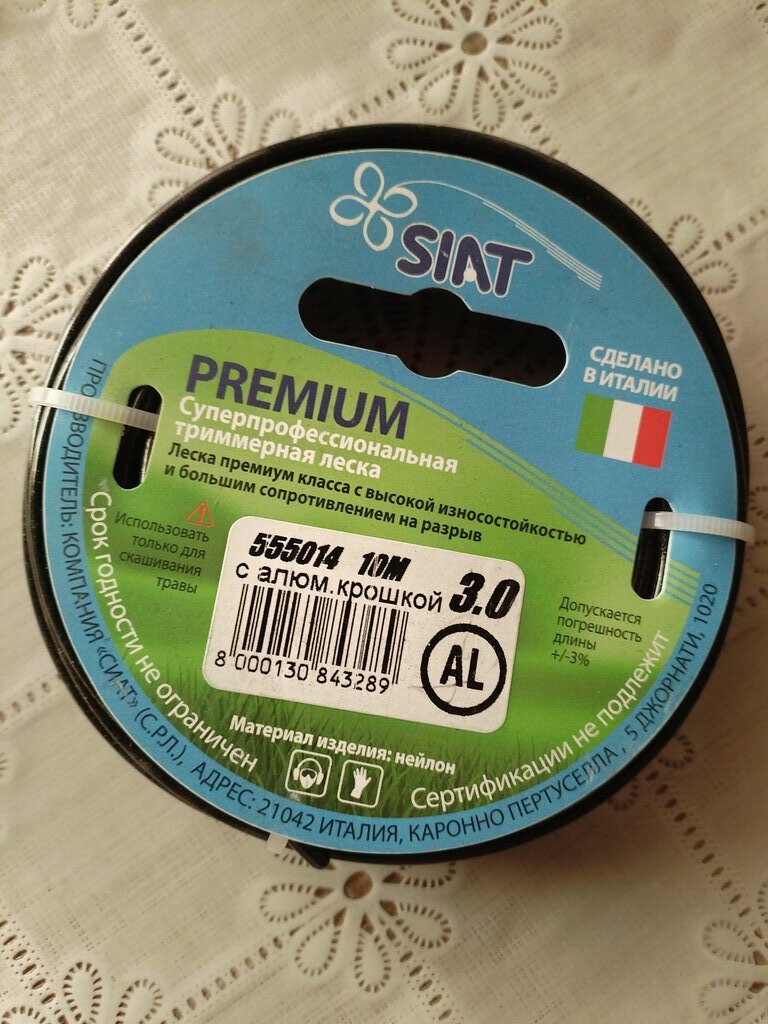 SIAT
СДЕЛАНО
В ИТАЛИИ
PREMIUM
Суперпрофессиональная
триммерная леска
Леска премиум класса с высокой износостойкостью
и большим сопротивлением на разрыв
Использовать
только для
скашивания
травы
555014 10М 3.0
с алюм.крошкой
AL
8 000130 843289
Допускается
погрешность
длины
+/-3%
Материал изделия: нейлон
Срок годности не ограничен
Сертификации не подлежит
ПРОИЗВОДИТЕЛЬ: КОМПАНИЯ «СИАТ» (С.Р.Л.), АДРЕС: 21042 ИТАЛИЯ, КАРОННО ПЕРТУСЕЛЛА , 5 ДЖОРНАТИ, 1020